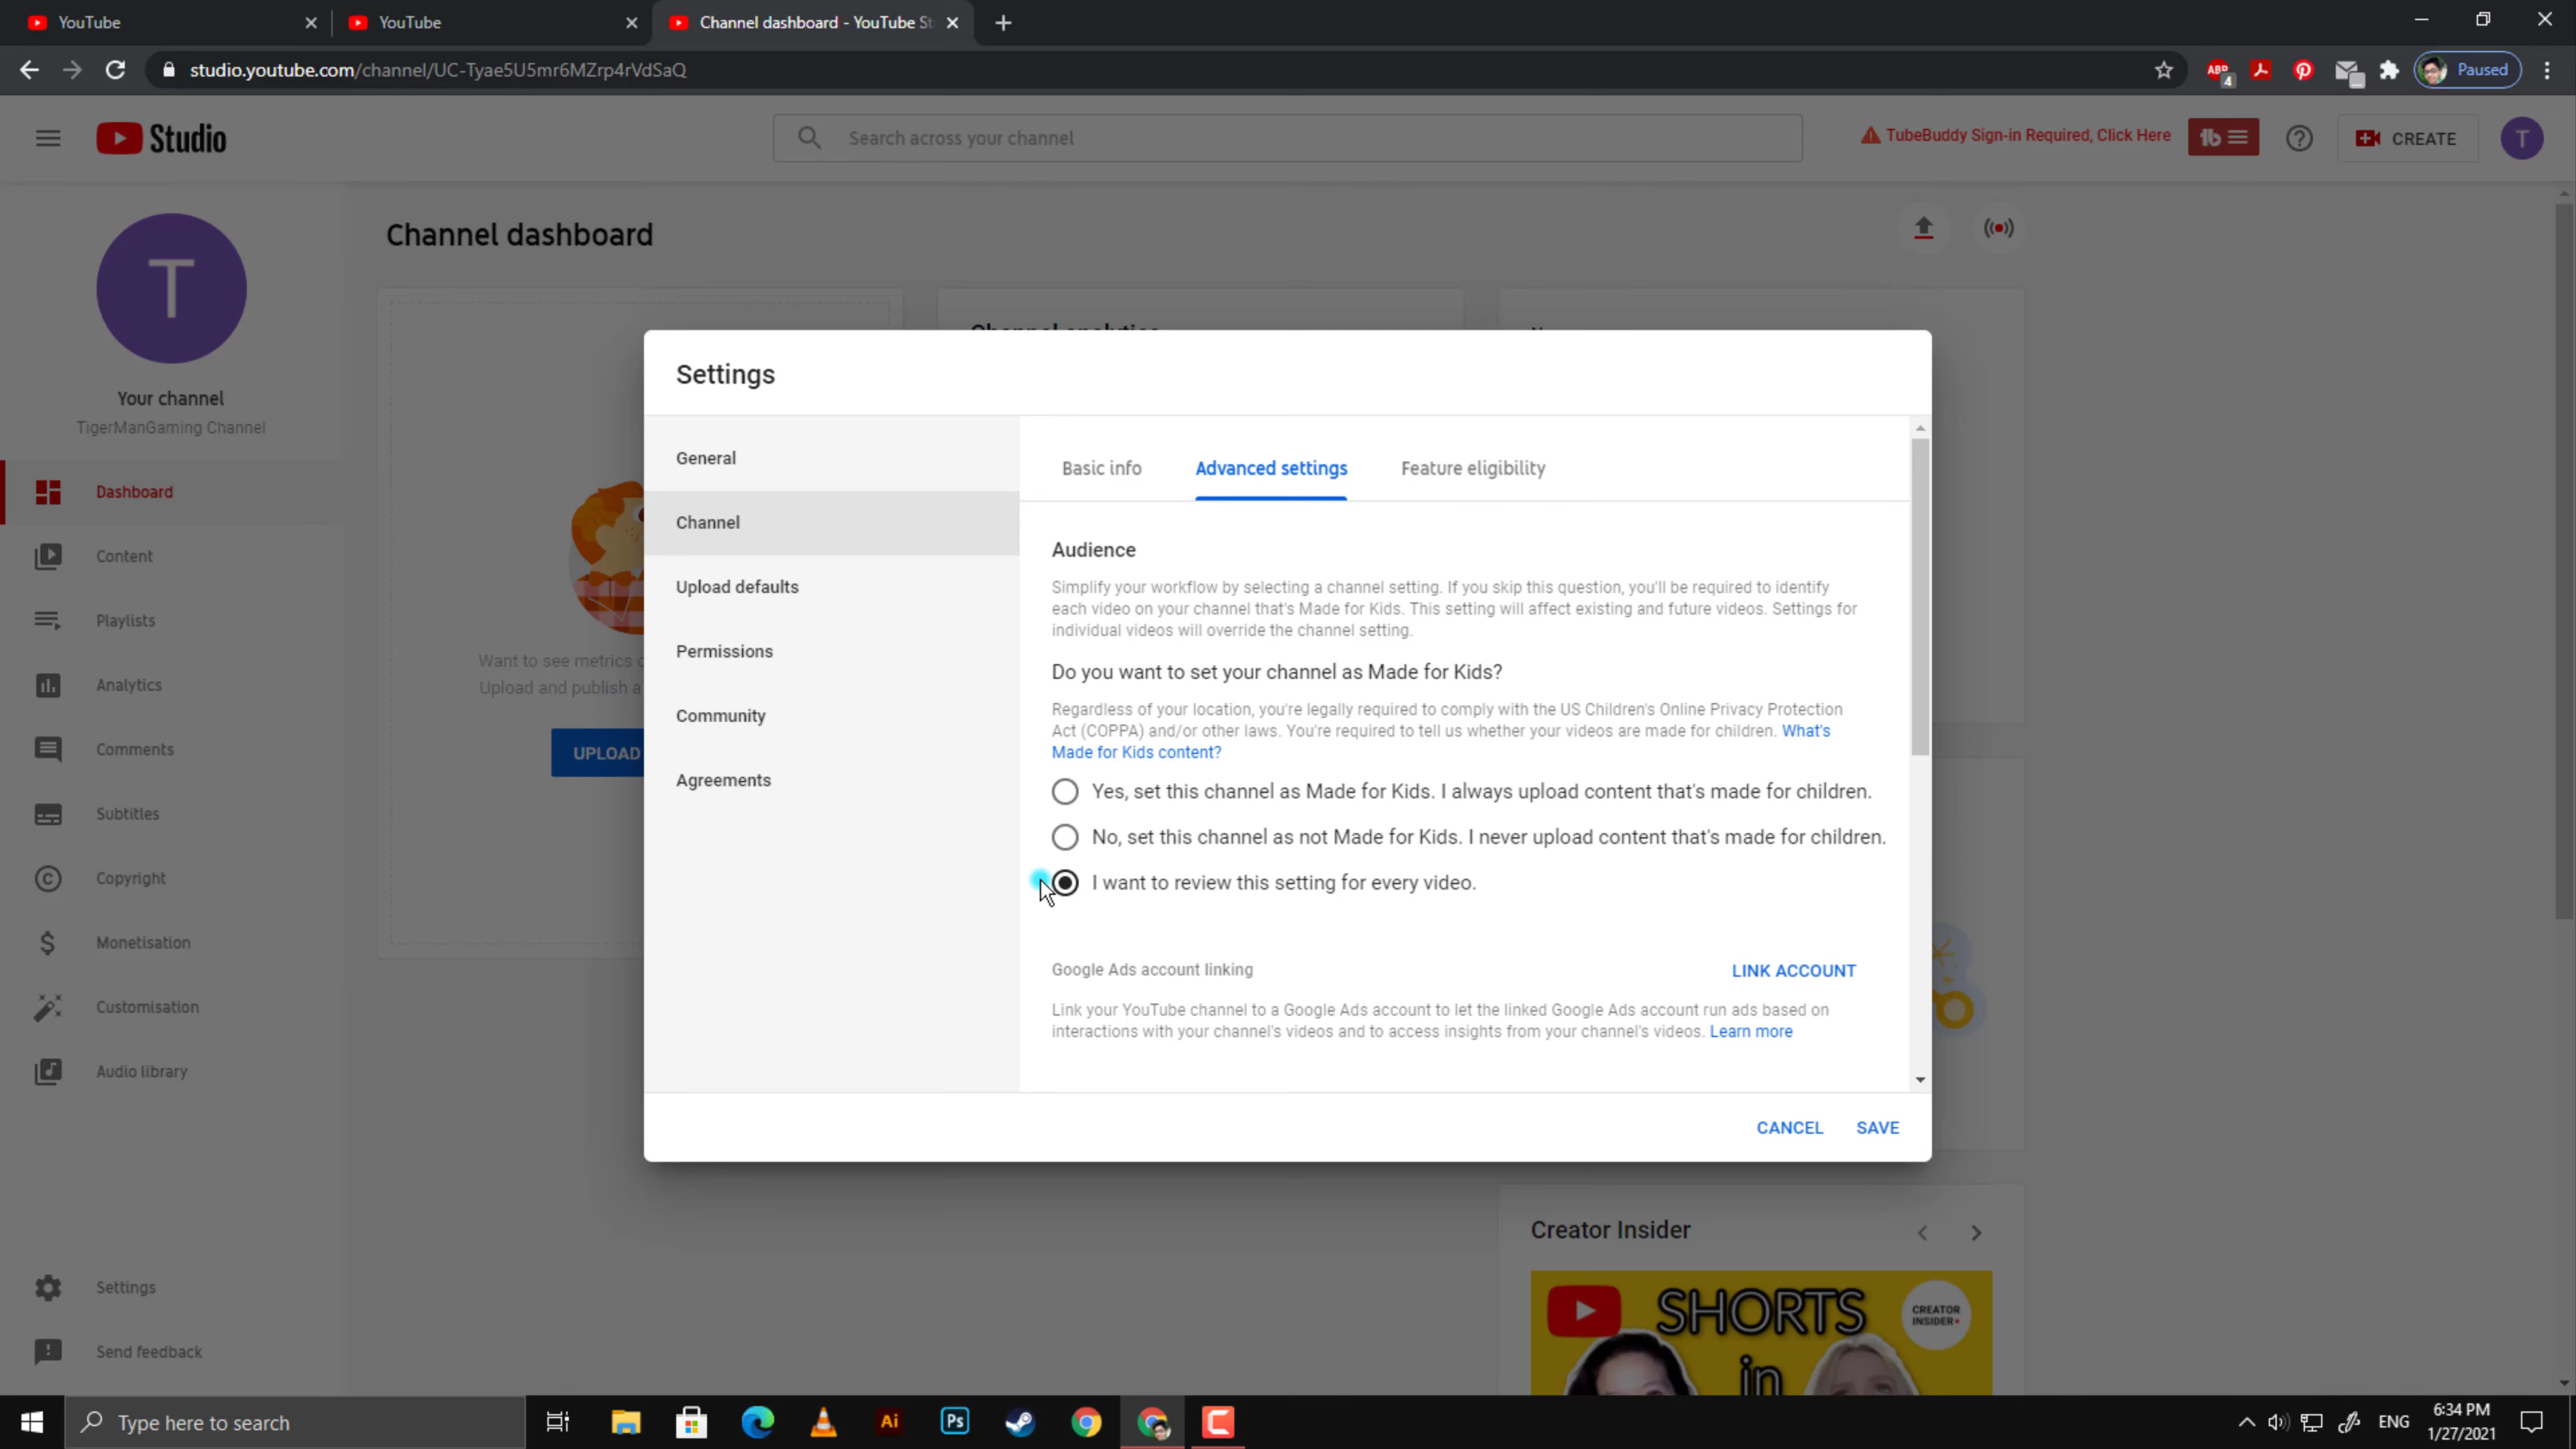 YouTube
YouTube
Channel dashboard - YouTube St
studio.youtube.com/channel/UC-Tyae5U5mr6MZrp4rVdSaQ
ABP
4
Paused
Studio
Search across your channel
TubeBuddy Sign-in Required, Click Here
CREATE
T
T
Your channel
TigerManGaming Channel
Dashboard
Content
Playlists
Analytics
Comments
Subtitles
Copyright
Monetisation
Customisation
Audio library
Settings
Send feedback
Channel dashboard
Channel analytics
Want to see metrics
Upload and publish a
UPLOAD
Settings
General
Channel
Upload defaults
Permissions
Community
Agreements
Basic info
Advanced settings
Feature eligibility
Audience
Simplify your workflow by selecting a channel setting. If you skip this question, you'll be required to identify
each video on your channel that's Made for Kids. This setting will affect existing and future videos. Settings for
individual videos will override the channel setting.
Do you want to set your channel as Made for Kids?
Regardless of your location, you're legally required to comply with the US Children's Online Privacy Protection
Act (COPPA) and/or other laws. You're required to tell us whether your videos are made for children. What's
Made for Kids content?
Yes, set this channel as Made for Kids. I always upload content that's made for children.
No, set this channel as not Made for Kids. I never upload content that's made for children.
I want to review this setting for every video.
Google Ads account linking
LINK ACCOUNT
Link your YouTube channel to a Google Ads account to let the linked Google Ads account run ads based on
interactions with your channel's videos and to access insights from your channel's videos. Learn more
CANCEL
SAVE
Creator Insider
SHORTS
in
CREATOR
INSIDER
Type here to search
Ai
Ps
ENG
6:34 PM
1/27/2021